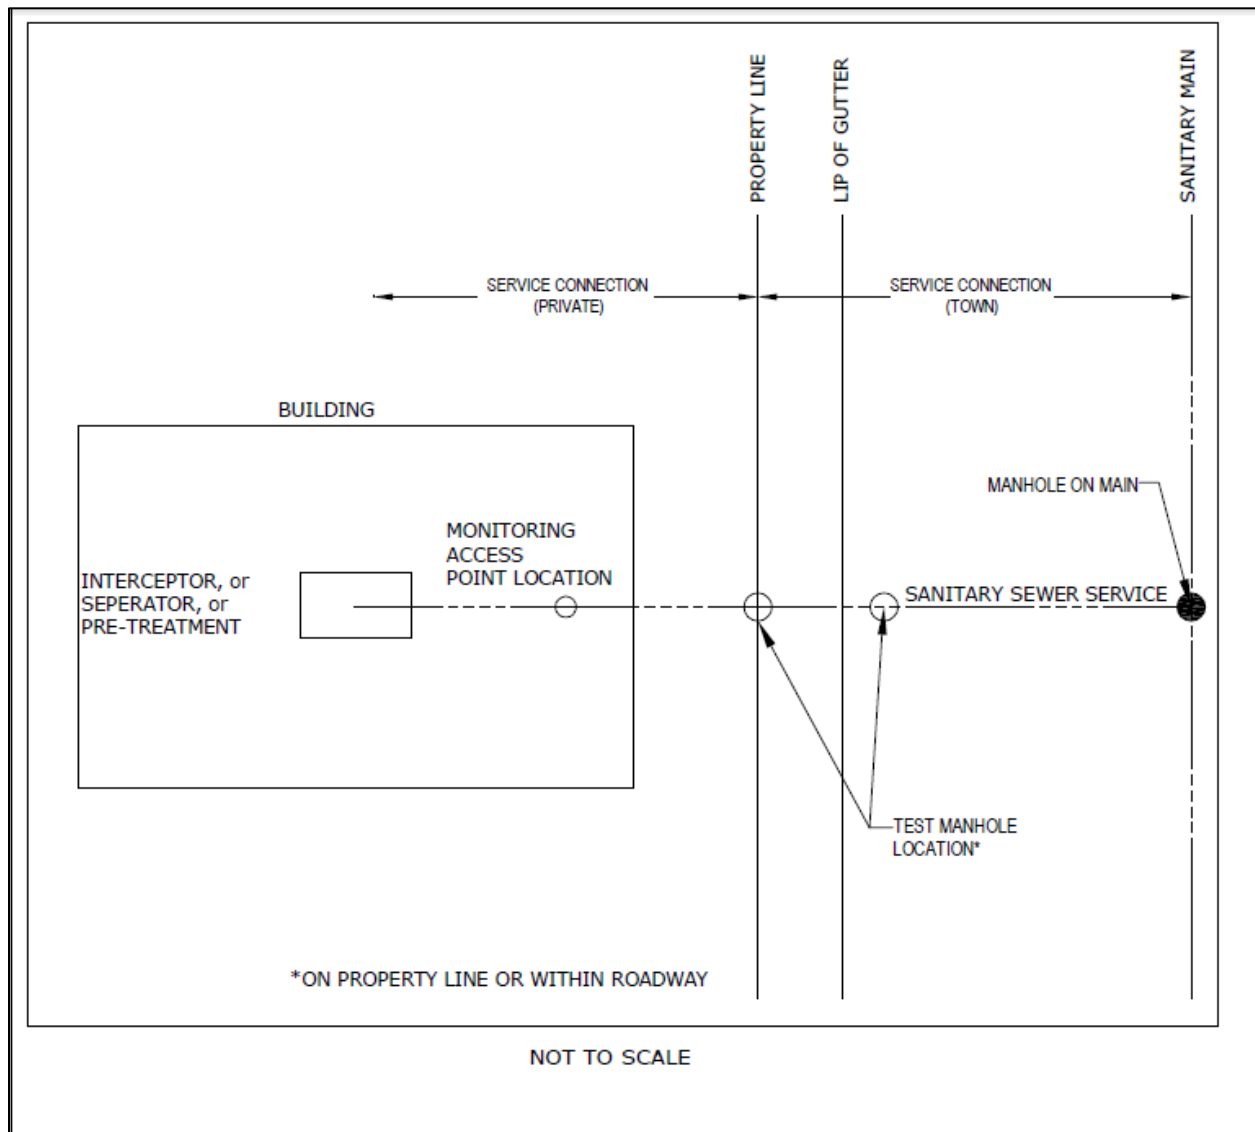 PROPERTY LINE
LIP OF GUTTER
SANITARY MAIN
SERVICE CONNECTION
(PRIVATE)
SERVICE CONNECTION
(TOWN)
BUILDING
MANHOLE ON MAIN
MONITORING
ACCESS
POINT LOCATION
INTERCEPTOR, or
SEPERATOR, or
PRE-TREATMENT
SANITARY SEWER SERVICE
TEST MANHOLE
LOCATION*
*ON PROPERTY LINE OR WITHIN ROADWAY
NOT TO SCALE